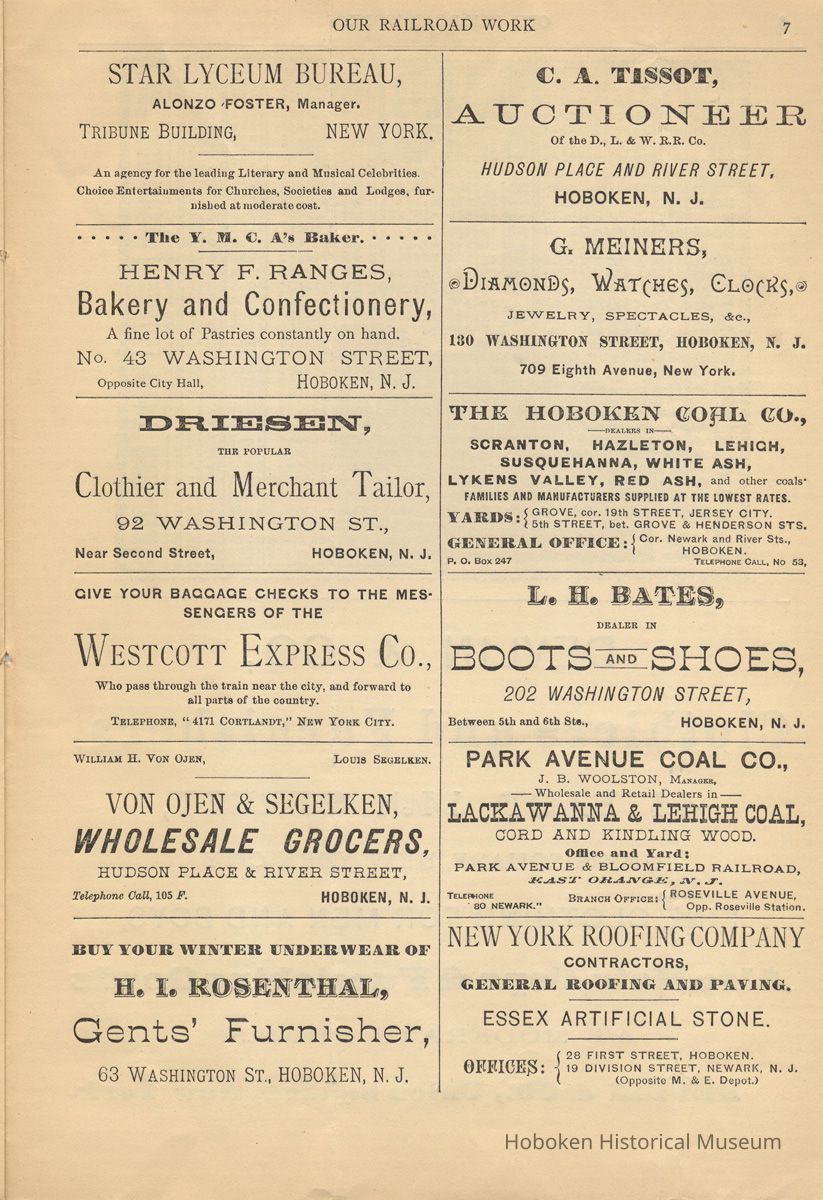 OUR RAILROAD WORK 7
STAR LYCEUM BUREAU,
ALONZO FOSTER, Manager.
TRIBUNE BUILDING, NEW YORK.
An agency for the leading Literary and Musical Celebrities.
Choice Entertainments for Churches, Societies and Lodges, fur-
nished at moderate cost.
· · · · · The Y. M. C. A's Baker. · · · · ·
HENRY F. RANGES,
Bakery and Confectionery,
A fine lot of Pastries constantly on hand.
No. 43 WASHINGTON STREET,
Opposite City Hall, HOBOKEN, N. J.
DRIESEN,
THE POPULAR
Clothier and Merchant Tailor,
92 WASHINGTON ST.,
Near Second Street, HOBOKEN, N. J.
GIVE YOUR BAGGAGE CHECKS TO THE MES-
SENGERS OF THE
WESTCOTT EXPRESS CO.,
Who pass through the train near the city, and forward to
all parts of the country.
TELEPHONE, "4171 CORTLANDT," NEW YORK CITY.
WILLIAM H. VON OJEN, LOUIS SEGELKEN.
VON OJEN & SEGELKEN,
WHOLESALE GROCERS,
HUDSON PLACE & RIVER STREET,
Telephone Call, 105 F. HOBOKEN, N. J.
BUY YOUR WINTER UNDERWEAR OF
H. I. ROSENTHAL,
Gents' Furnisher,
63 WASHINGTON ST., HOBOKEN, N. J.
C. A. TISSOT,
AUCTIONEER
Of the D., L. & W. R.R. Co.
HUDSON PLACE AND RIVER STREET,
HOBOKEN, N. J.
G. MEINERS,
DIAMONDS, WATCHES, CLOCKS,
JEWELRY, SPECTACLES, &c.,
130 WASHINGTON STREET, HOBOKEN, N. J.
709 Eighth Avenue, New York.
THE HOBOKEN COAL CO.,
DEALERS IN
SCRANTON, HAZLETON, LEHIGH,
SUSQUEHANNA, WHITE ASH,
LYKENS VALLEY, RED ASH, and other coals·
FAMILIES AND MANUFACTURERS SUPPLIED AT THE LOWEST RATES.
YARDS: { GROVE, cor. 19th STREET, JERSEY CITY.
5th STREET, bet. GROVE & HENDERSON STS.
GENERAL OFFICE: { Cor. Newark and River Sts.,
HOBOKEN.
P. O. Box 247 TELEPHONE CALL, No 53,
L. H. BATES,
DEALER IN
BOOTS AND SHOES,
202 WASHINGTON STREET,
Between 5th and 6th Sts., HOBOKEN, N. J.
PARK AVENUE COAL CO.,
J. B. WOOLSTON, MANAGER,
Wholesale and Retail Dealers in
LACKAWANNA & LEHIGH COAL,
CORD AND KINDLING WOOD.
Office and Yard:
PARK AVENUE & BLOOMFIELD RAILROAD,
EAST ORANGE, N. J.
TELEPHONE BRANCH OFFICE: { ROSEVILLE AVENUE,
80 NEWARK." Opp. Roseville Station.
NEW YORK ROOFING COMPANY
CONTRACTORS,
GENERAL ROOFING AND PAVING.
ESSEX ARTIFICIAL STONE.
OFFICES: { 28 FIRST STREET, HOBOKEN.
19 DIVISION STREET, NEWARK, N. J.
(Opposite M. & E. Depot.)
Hoboken Historical Museum